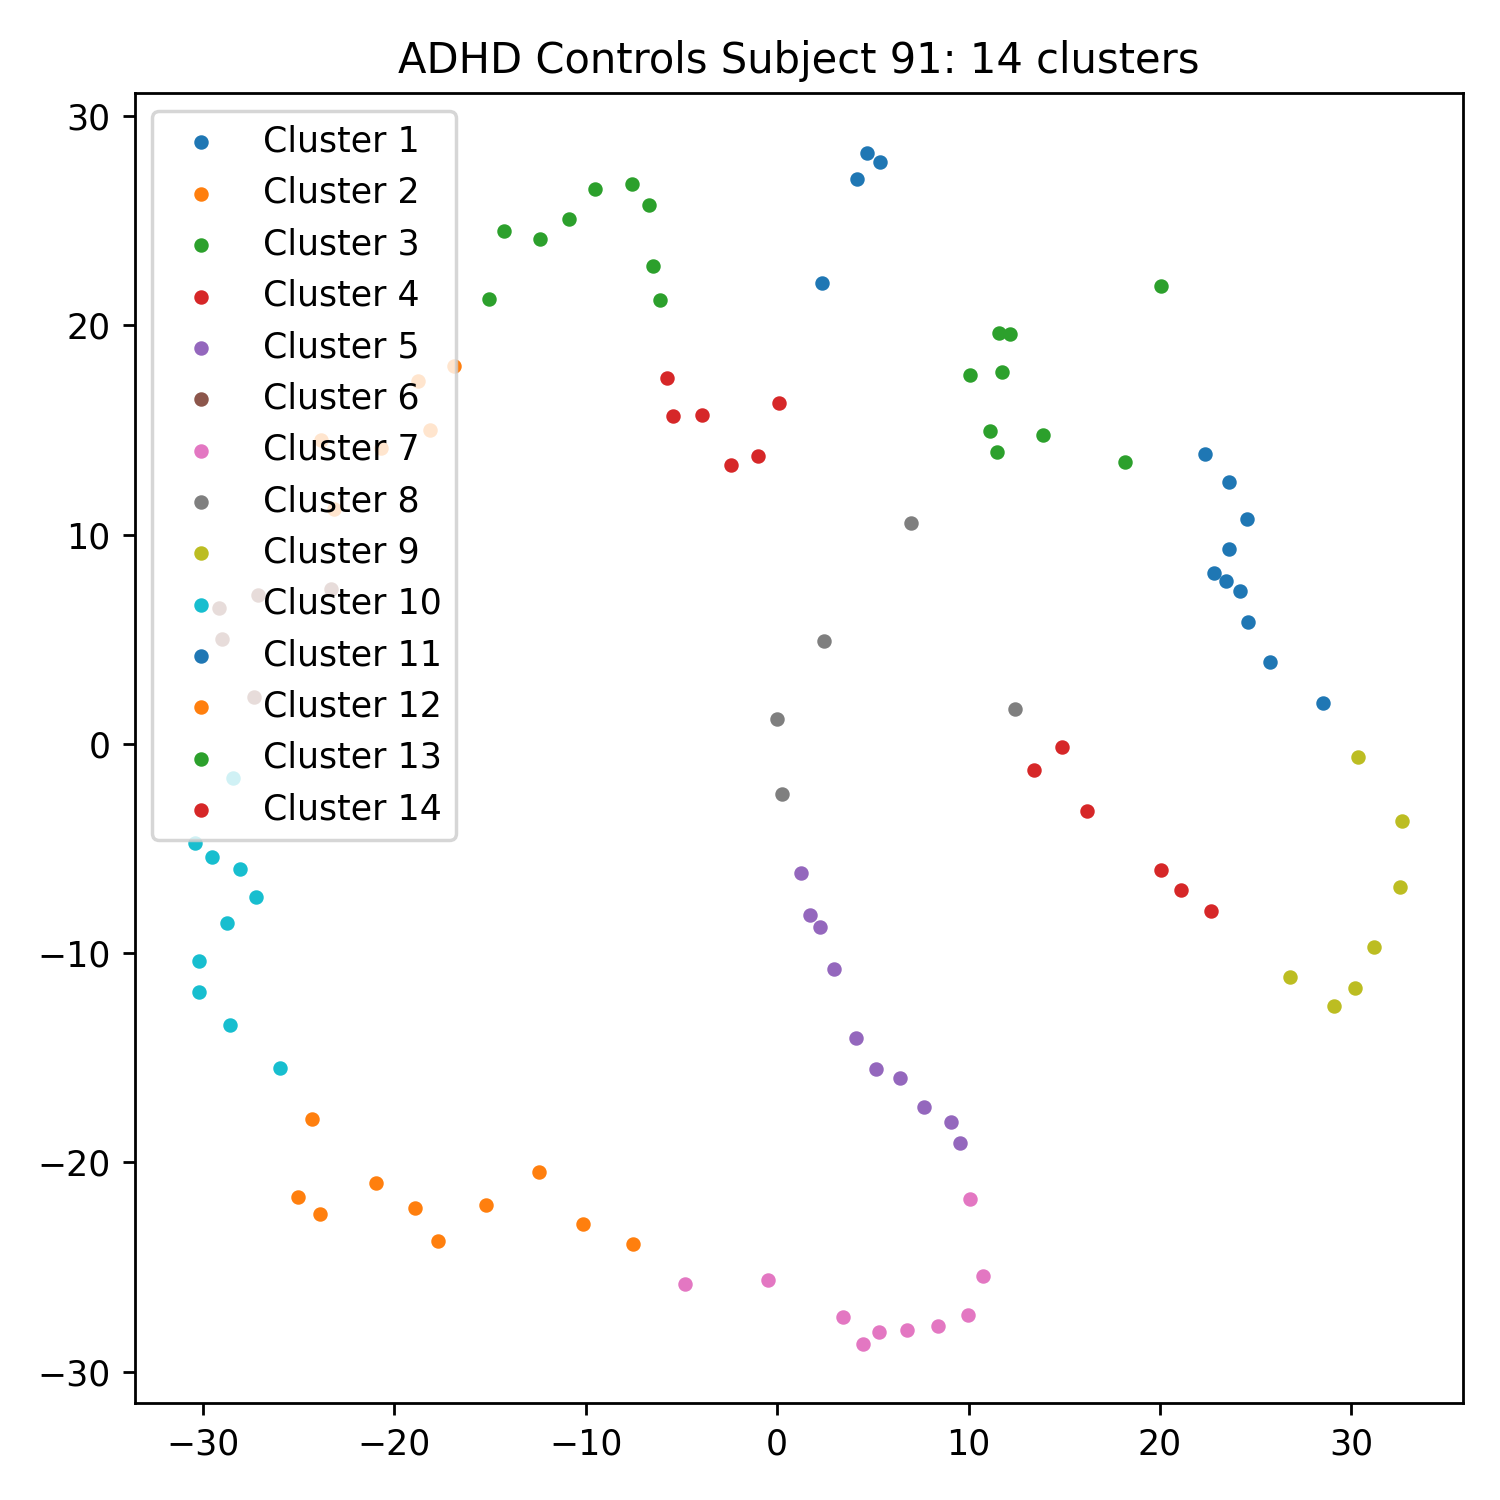 ADHD Controls Subject 91: 14 clusters
30
20
10
0
−10
−20
−30
Cluster 1
Cluster 2
Cluster 3
Cluster 4
Cluster 5
Cluster 6
Cluster 7
Cluster 8
Cluster 9
Cluster 10
Cluster 11
Cluster 12
Cluster 13
Cluster 14
−30 −20 −10 0 10 20 30